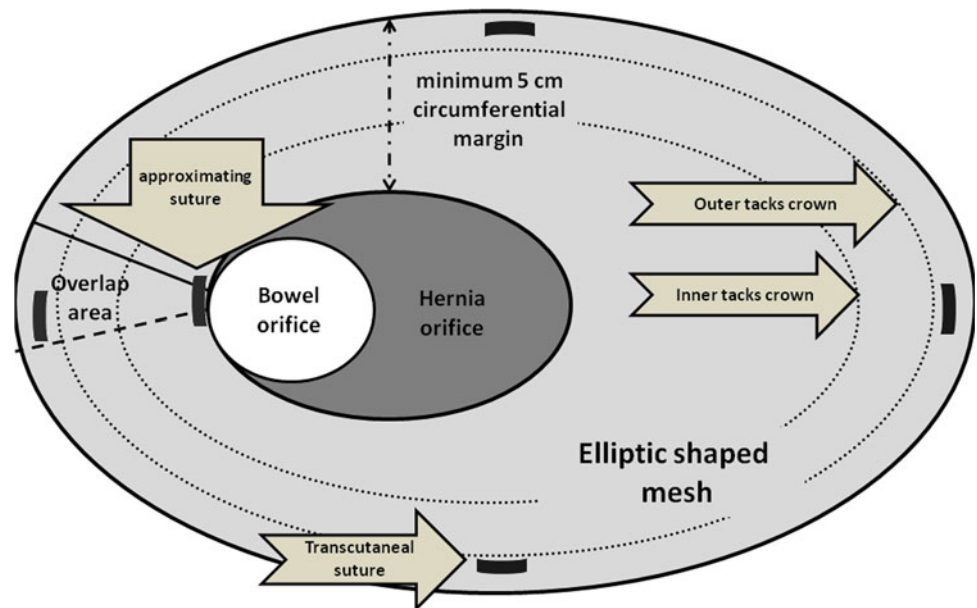 minimum 5 cm
circumferential
margin
approximating
suture
Outer tacks crown
Overlap
area
Bowel
orifice
Hernia
orifice
Inner tacks crown
Elliptic shaped
mesh
Transcutaneal
suture